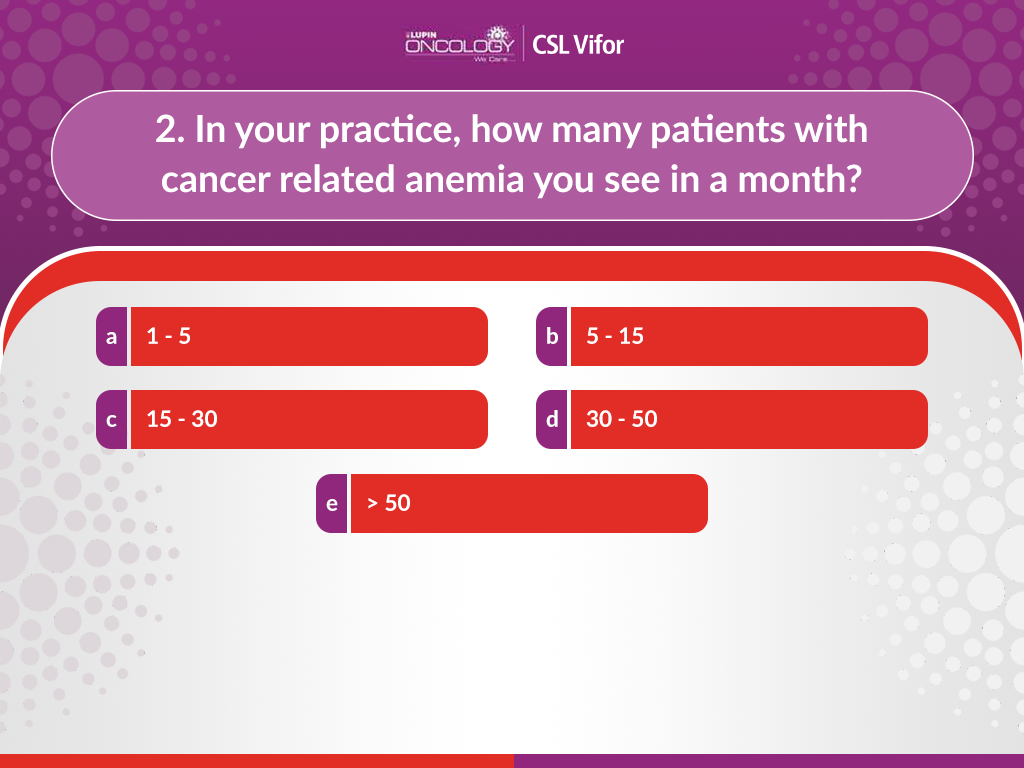 LUPIN
ONCOLOGY
We Care...
CSL Vifor
2. In your practice, how many patients with
cancer related anemia you see in a month?
a 1 - 5
b 5 - 15
c 15 - 30
d 30 - 50
e > 50